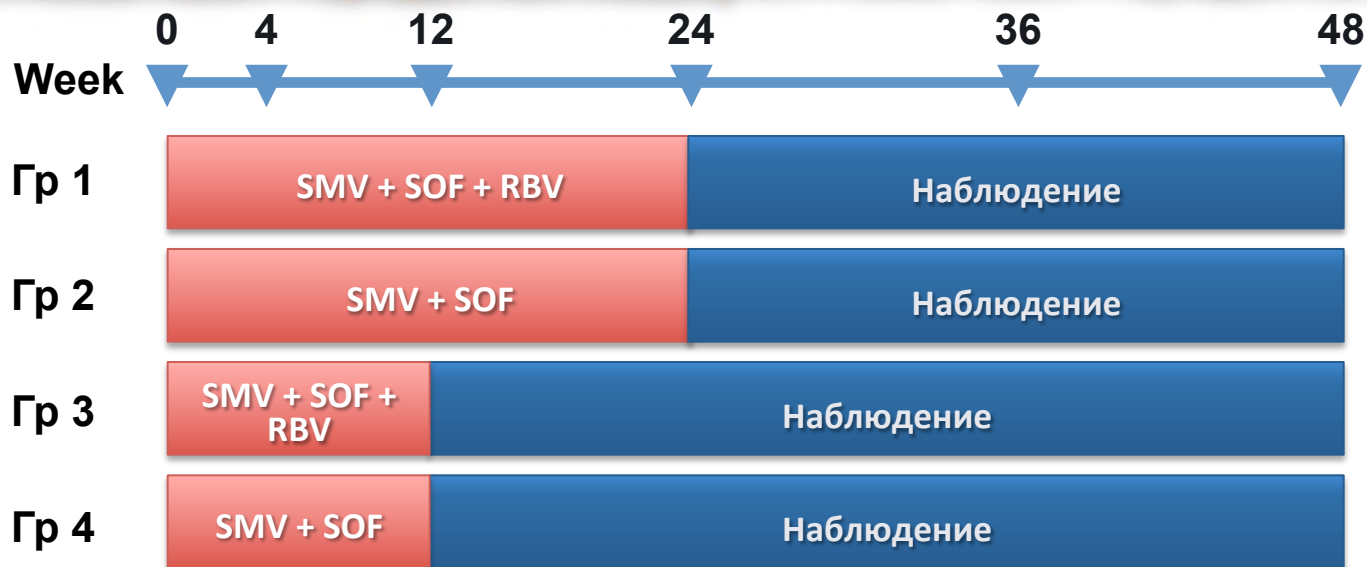 0 4 12 24 36 48
Week
Гр 1 SMV + SOF + RBV Наблюдение
Гр 2 SMV + SOF Наблюдение
Гр 3 SMV + SOF +
RBV Наблюдение
Гр 4 SMV + SOF Наблюдение